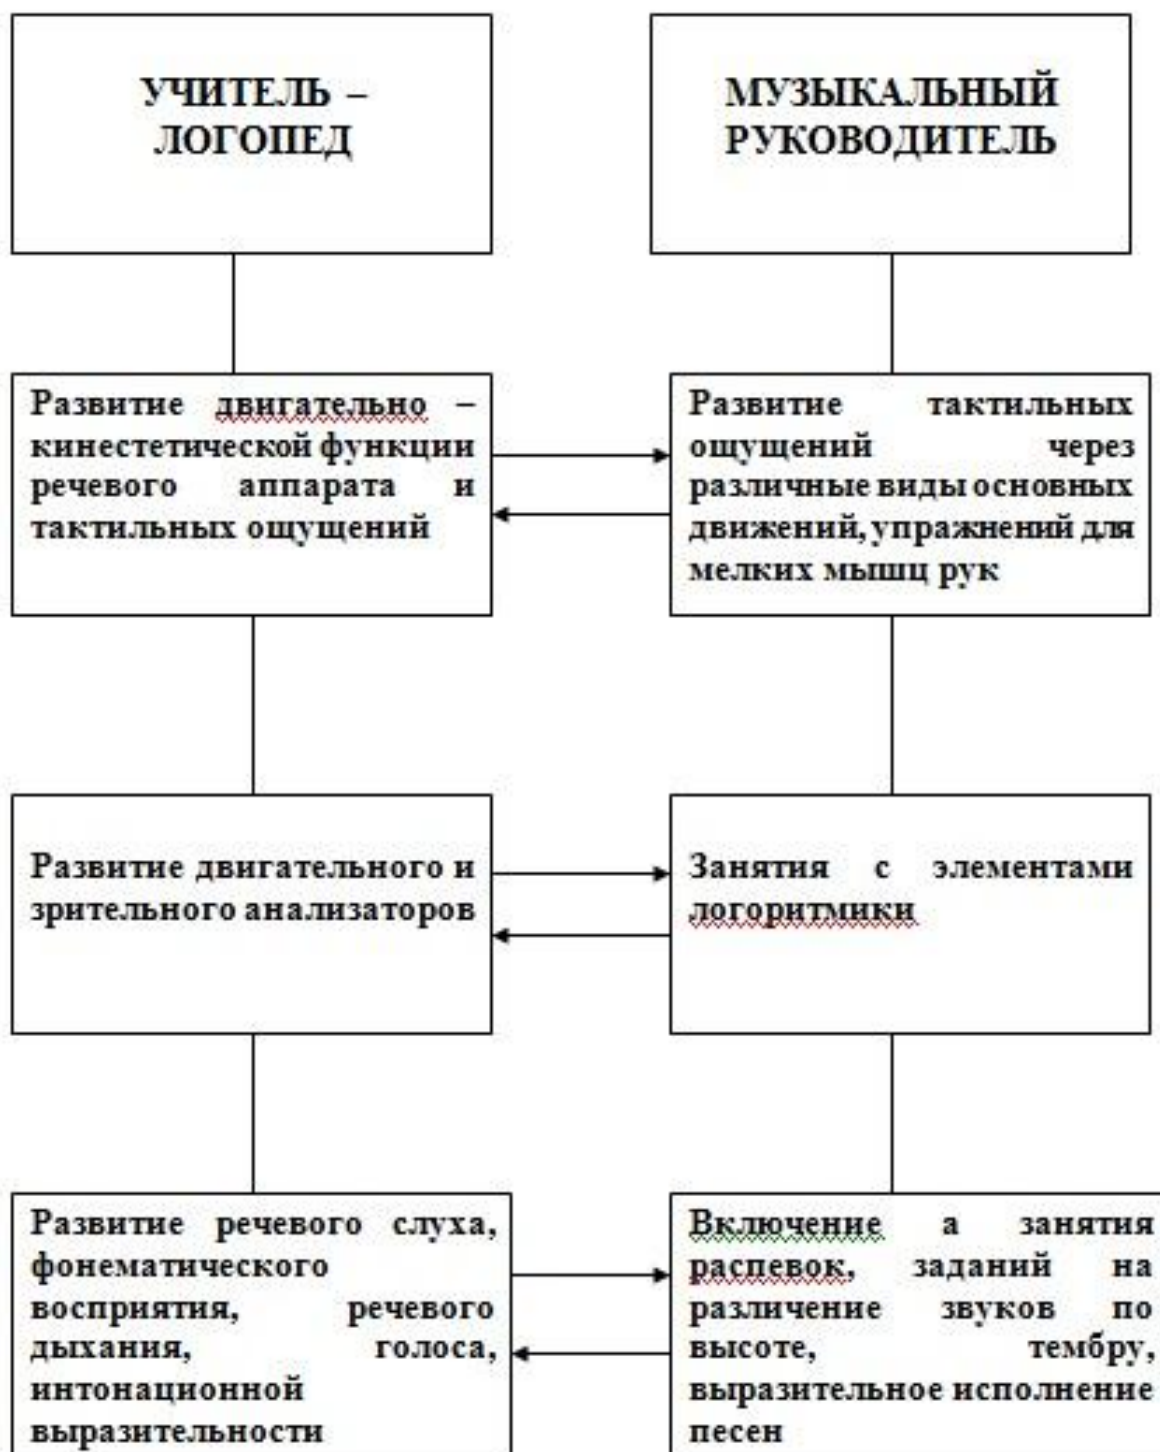 УЧИТЕЛЬ –
ЛОГОПЕД
МУЗЫКАЛЬНЫЙ
РУКОВОДИТЕЛЬ
Развитие двигательно –
кинестетической функции
речевого аппарата и
тактильных ощущений
Развитие тактильных
ощущений через
различные виды основных
движений, упражнений для
мелких мышц рук
Развитие двигательного и
зрительного анализаторов
Занятия с элементами
логоритмики
Развитие речевого слуха,
фонематического
восприятия, речевого
дыхания, голоса,
интонационной
выразительности
Включение а занятия
распевок, заданий на
различение звуков по
высоте, тембру,
выразительное исполнение
песен